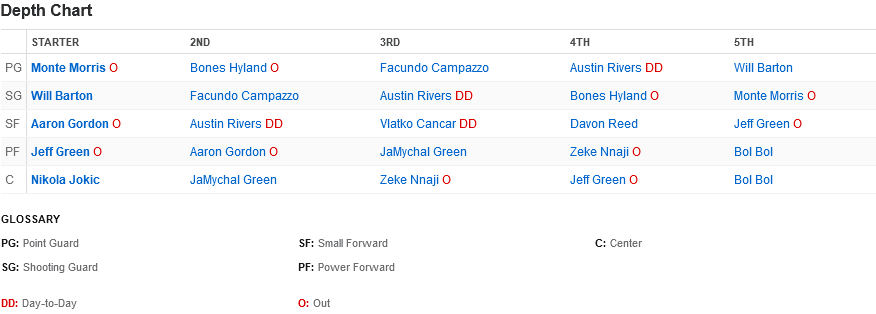 Depth Chart
STARTER 2ND 3RD 4TH 5TH
PG Monte Morris O Bones Hyland O Facundo Campazzo Austin Rivers DD Will Barton
SG Will Barton Facundo Campazzo Austin Rivers DD Bones Hyland O Monte Morris O
SF Aaron Gordon O Austin Rivers DD Vlatko Cancar DD Davon Reed Jeff Green O
PF Jeff Green O Aaron Gordon O JaMychal Green Zeke Nnaji O Bol Bol
C Nikola Jokic JaMychal Green Zeke Nnaji O Jeff Green O Bol Bol
GLOSSARY
PG: Point Guard SF: Small Forward C: Center
SG: Shooting Guard PF: Power Forward
DD: Day-to-Day O: Out